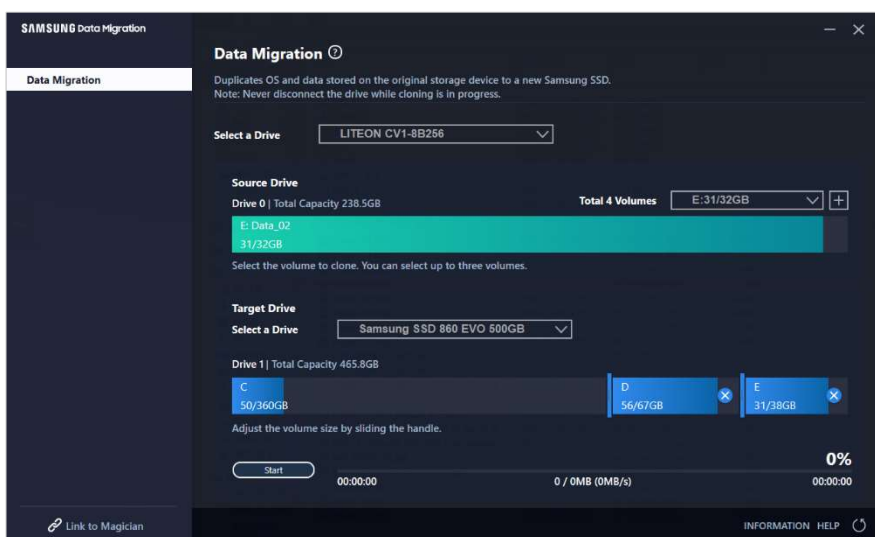 SAMSUNG Data Migration
Data Migration
Data Migration ?
Duplicates OS and data stored on the original storage device to a new Samsung SSD.
Note: Never disconnect the drive while cloning is in progress.
Select a Drive LITEON CV1-8B256
Source Drive
Drive 0 | Total Capacity 238.5GB Total 4 Volumes E:31/32GB +
E: Data_02
31/32GB
Select the volume to clone. You can select up to three volumes.
Target Drive
Select a Drive Samsung SSD 860 EVO 500GB
Drive 1 | Total Capacity 465.8GB
C D E
50/360GB 56/67GB 31/38GB
Adjust the volume size by sliding the handle.
0%
Start
00:00:00 0 / 0MB (0MB/s) 00:00:00
Link to Magician INFORMATION HELP